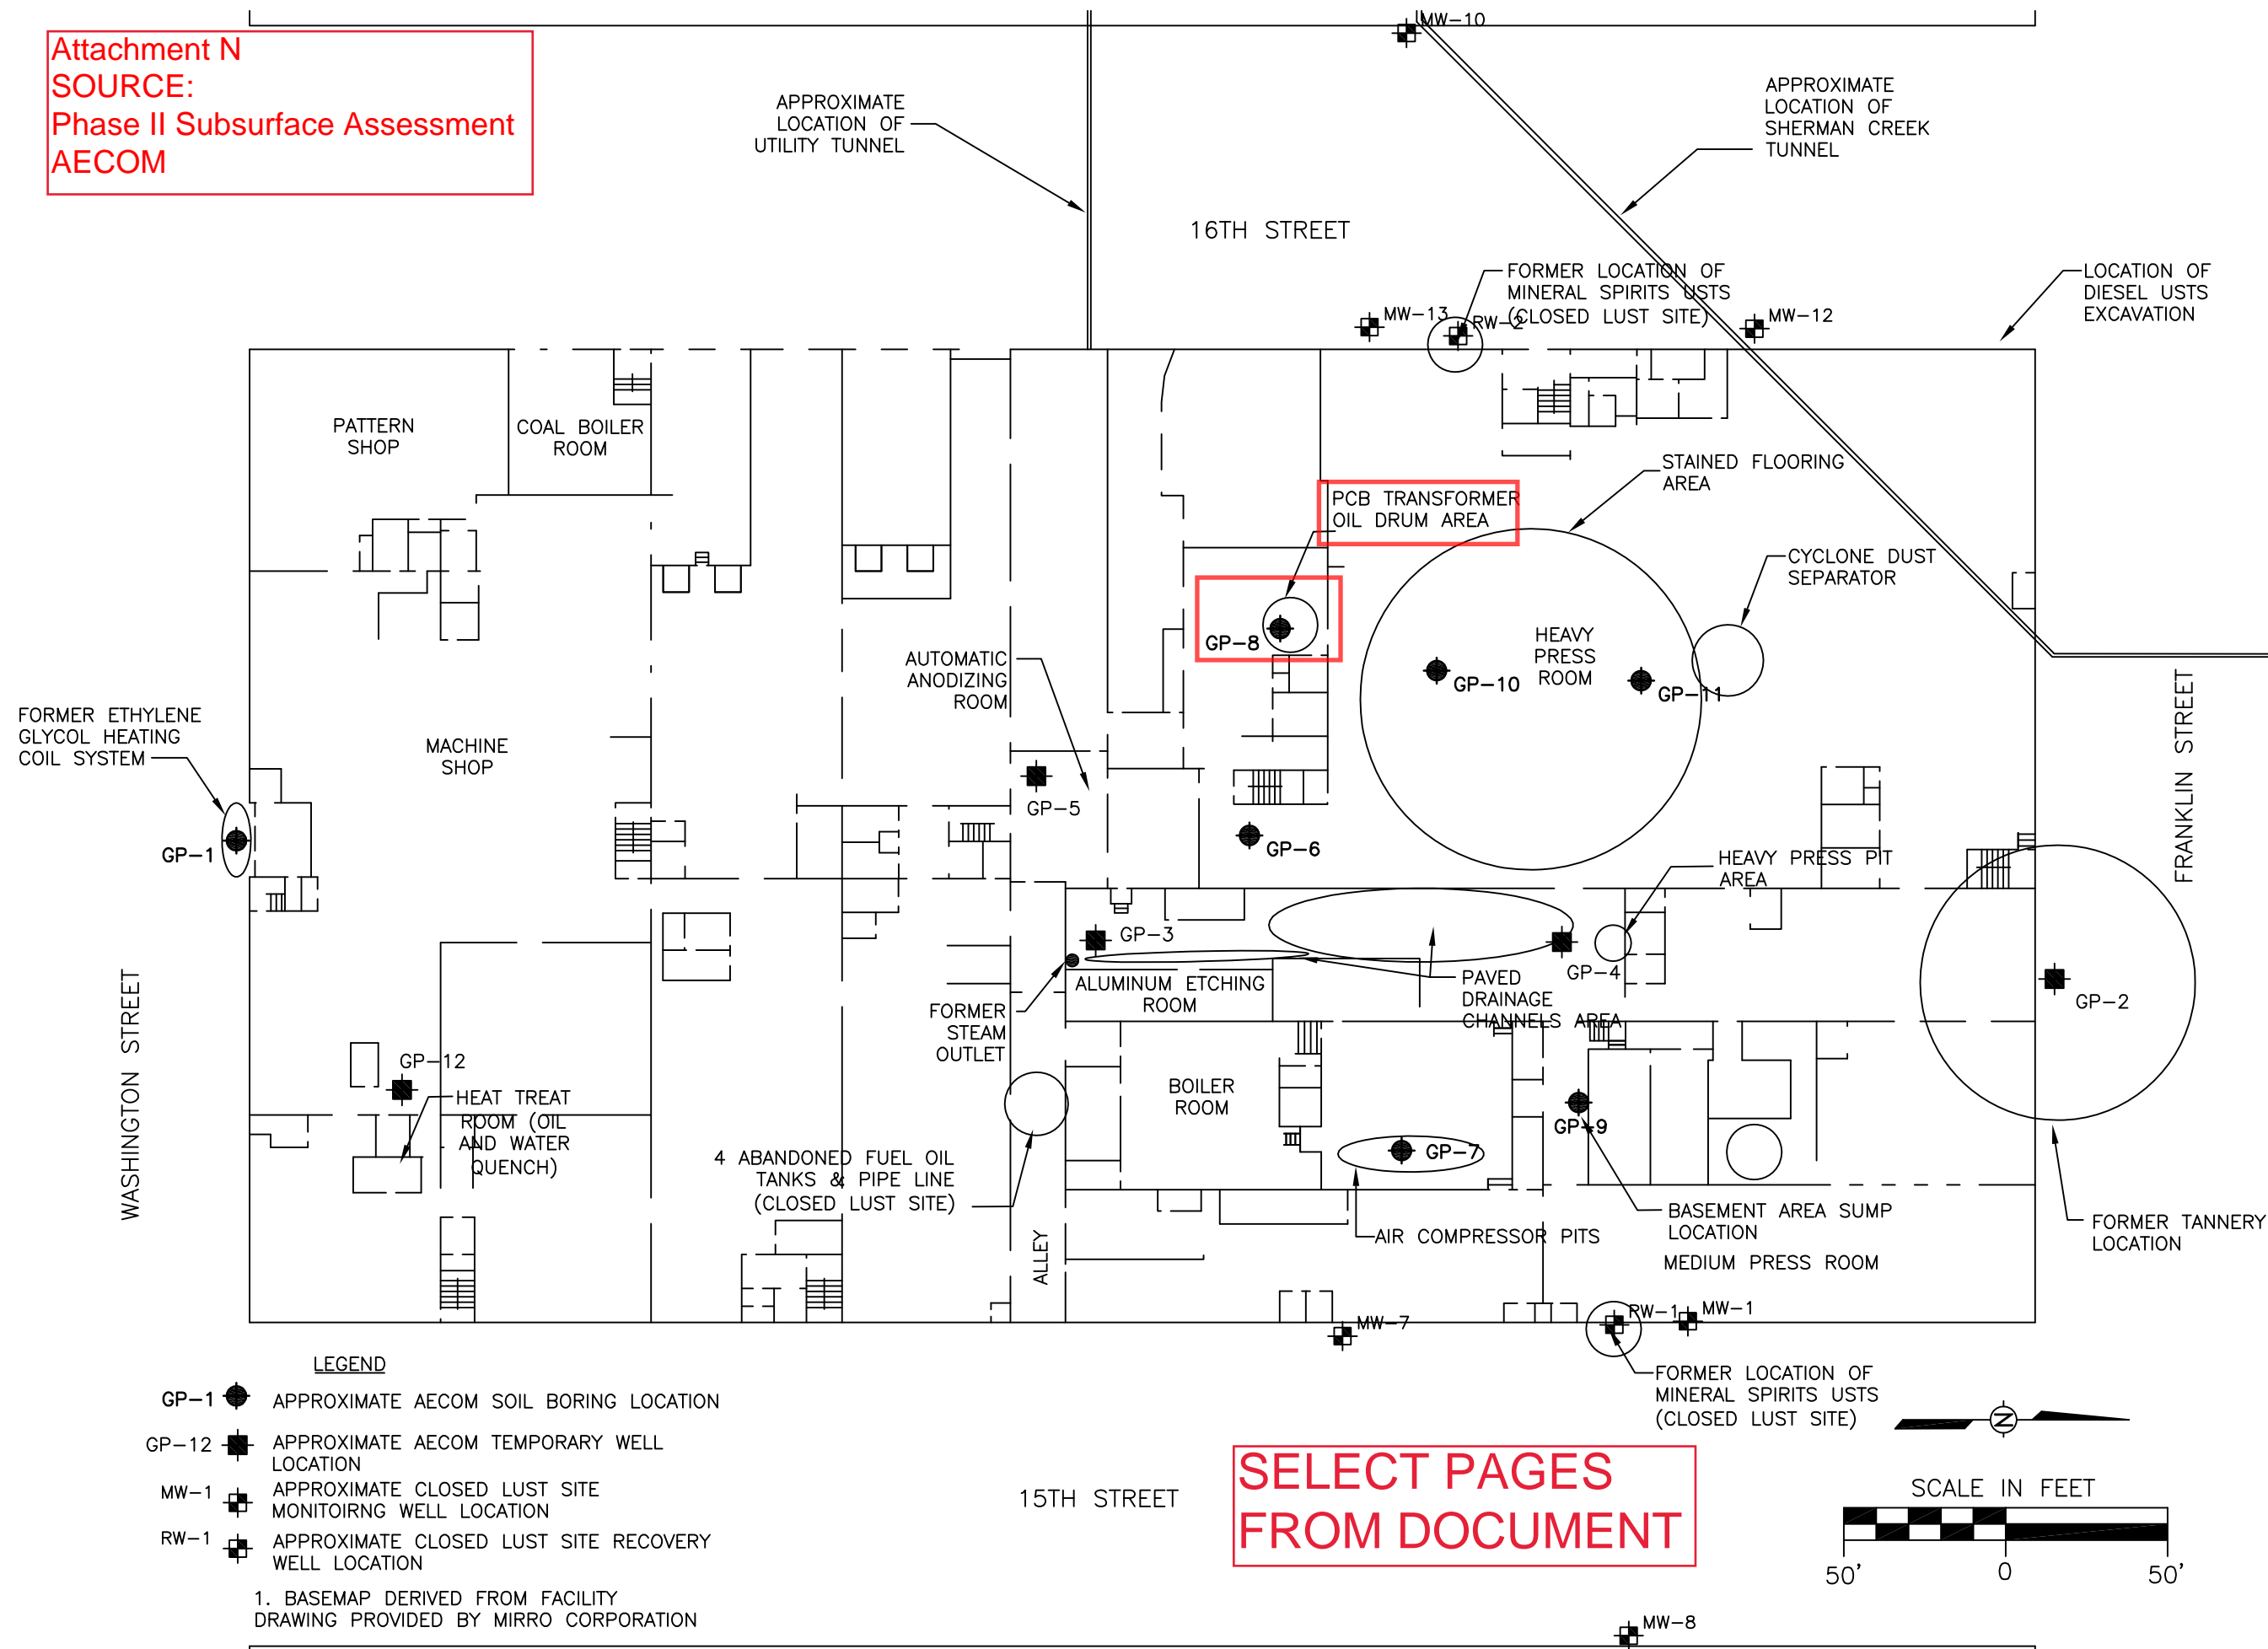 Attachment N
SOURCE:
Phase II Subsurface Assessment
AECOM
MW-10
APPROXIMATE
LOCATION OF
UTILITY TUNNEL
APPROXIMATE
LOCATION OF
SHERMAN CREEK
TUNNEL
16TH STREET
FORMER LOCATION OF
MINERAL SPIRITS USTS
(CLOSED LUST SITE)
LOCATION OF
DIESEL USTS
EXCAVATION
MW-13
RW-2
MW-12
PATTERN
SHOP
COAL BOILER
ROOM
STAINED FLOORING
AREA
PCB TRANSFORMER
OIL DRUM AREA
CYCLONE DUST
SEPARATOR
GP-8
HEAVY
PRESS
ROOM
AUTOMATIC
ANODIZING
ROOM
GP-10
GP-11
FORMER ETHYLENE
GLYCOL HEATING
COIL SYSTEM
MACHINE
SHOP
FRANKLIN STREET
GP-5
GP-1
GP-6
HEAVY PRESS PIT
AREA
GP-3
GP-4
ALUMINUM ETCHING
ROOM
PAVED
DRAINAGE
CHANNELS AREA
GP-2
FORMER
STEAM
OUTLET
WASHINGTON STREET
GP-12
HEAT TREAT
ROOM (OIL
AND WATER
QUENCH)
BOILER
ROOM
GP-9
GP-7
4 ABANDONED FUEL OIL
TANKS & PIPE LINE
(CLOSED LUST SITE)
ALLEY
AIR COMPRESSOR PITS
BASEMENT AREA SUMP
LOCATION
MEDIUM PRESS ROOM
FORMER TANNERY
LOCATION
MW-7
RW-1
MW-1
LEGEND
GP-1 APPROXIMATE AECOM SOIL BORING LOCATION
GP-12 APPROXIMATE AECOM TEMPORARY WELL
LOCATION
MW-1 APPROXIMATE CLOSED LUST SITE
MONITOIRNG WELL LOCATION
RW-1 APPROXIMATE CLOSED LUST SITE RECOVERY
WELL LOCATION
1. BASEMAP DERIVED FROM FACILITY
DRAWING PROVIDED BY MIRRO CORPORATION
FORMER LOCATION OF
MINERAL SPIRITS USTS
(CLOSED LUST SITE)
N
15TH STREET
SELECT PAGES
FROM DOCUMENT
SCALE IN FEET
50' 0 50'
MW-8